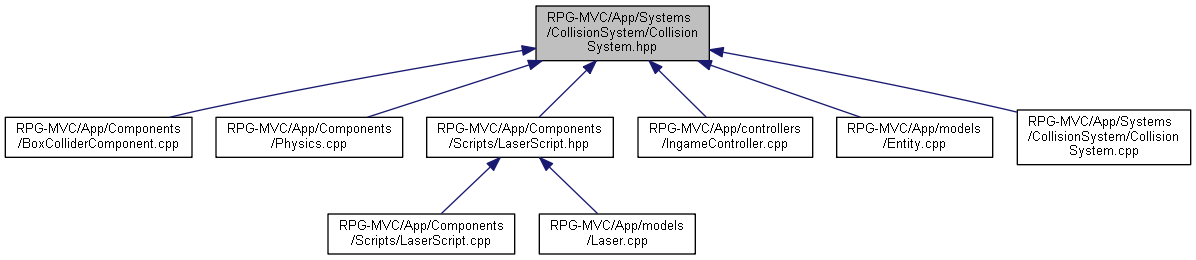 RPG-MVC/App/Systems
/CollisionSystem/Collision
System.hpp
RPG-MVC/App/Components
/BoxColliderComponent.cpp
RPG-MVC/App/Components
/Physics.cpp
RPG-MVC/App/Components
/Scripts/LaserScript.hpp
RPG-MVC/App/controllers
/IngameController.cpp
RPG-MVC/App/models
/Entity.cpp
RPG-MVC/App/Systems
/CollisionSystem/Collision
System.cpp
RPG-MVC/App/Components
/Scripts/LaserScript.cpp
RPG-MVC/App/models
/Laser.cpp